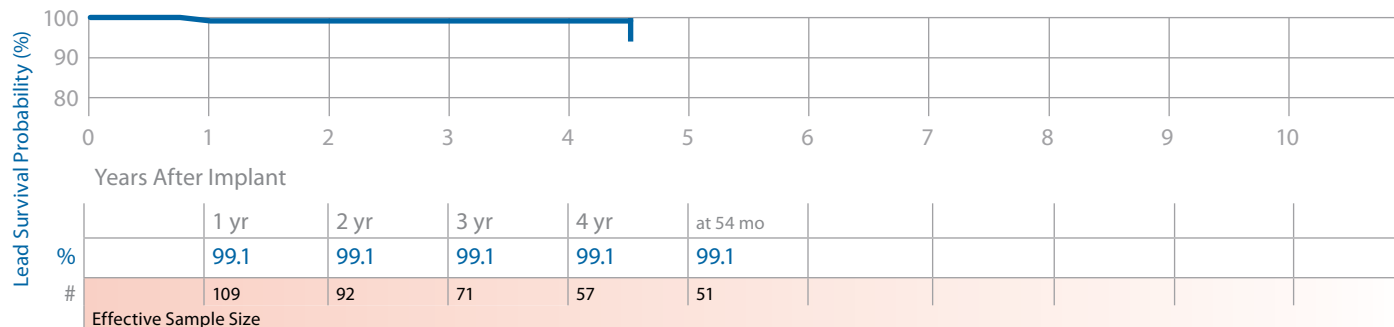 Lead Survival Probability (%)
100
90
80
0 1 2 3 4 5 6 7 8 9 10
Years After Implant
1 yr 2 yr 3 yr 4 yr at 54 mo
% 99.1 99.1 99.1 99.1 99.1
# 109 92 71 57 51
Effective Sample Size